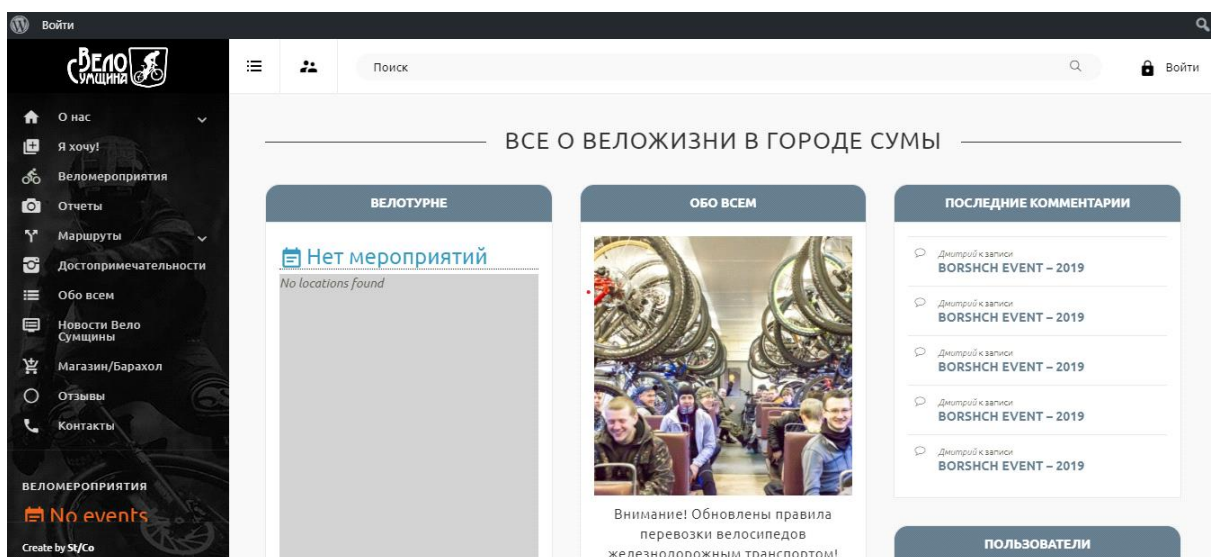 Войти
Вело
Сумщина
О нас
Я хочу!
Веломероприятия
Отчеты
Маршруты
Достопримечательности
Обо всем
Новости Вело
Сумщины
Магазин/Барахол
Отзывы
Контакты
ВЕЛОМЕРОПРИЯТИЯ
No events
Create by St/Co
Поиск
Войти
ВСЕ О ВЕЛОЖИЗНИ В ГОРОДЕ СУМЫ
ВЕЛОТУРНЕ
Нет мероприятий
No locations found
ОБО ВСЕМ
Внимание! Обновлены правила
перевозки велосипедов
железнодорожным транспортом!
ПОСЛЕДНИЕ КОММЕНТАРИИ
Дмитрий к записи
BORSHCH EVENT – 2019
Дмитрий к записи
BORSHCH EVENT – 2019
Дмитрий к записи
BORSHCH EVENT – 2019
Дмитрий к записи
BORSHCH EVENT – 2019
Дмитрий к записи
BORSHCH EVENT – 2019
ПОЛЬЗОВАТЕЛИ